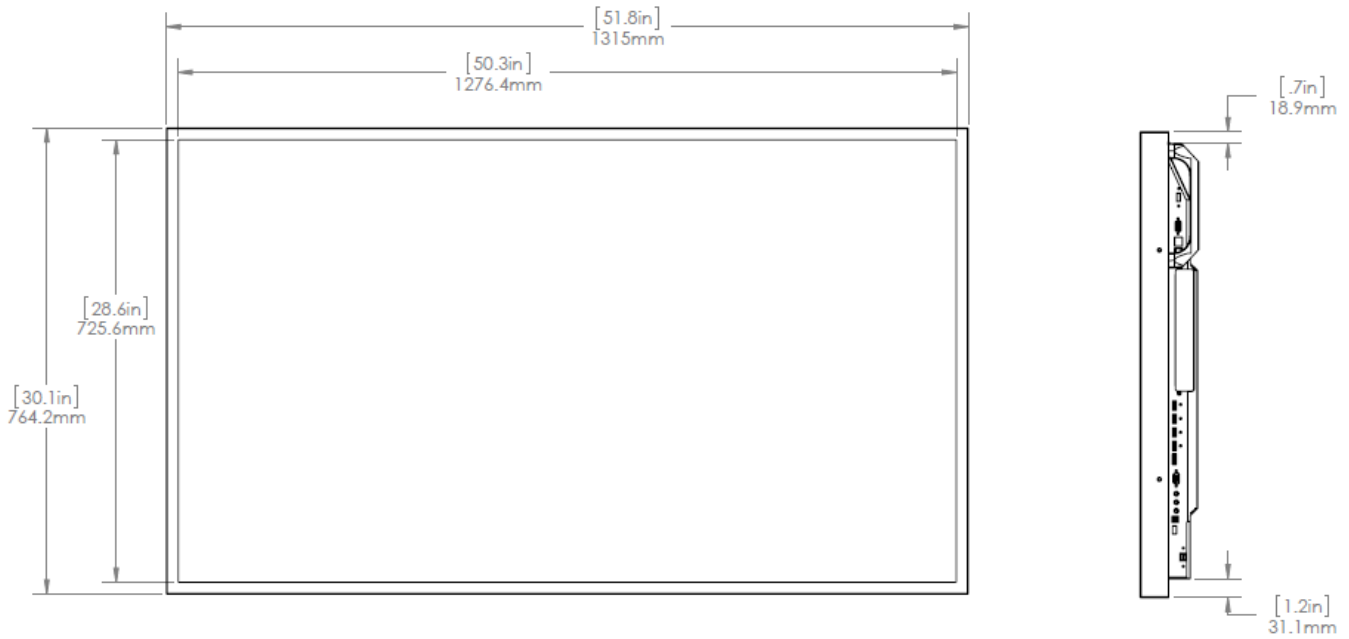 [51.8in]
1315mm
[50.3in]
1276.4mm
[.7in]
18.9mm
[28.6in]
725.6mm
[30.1in]
764.2mm
[1.2in]
31.1mm